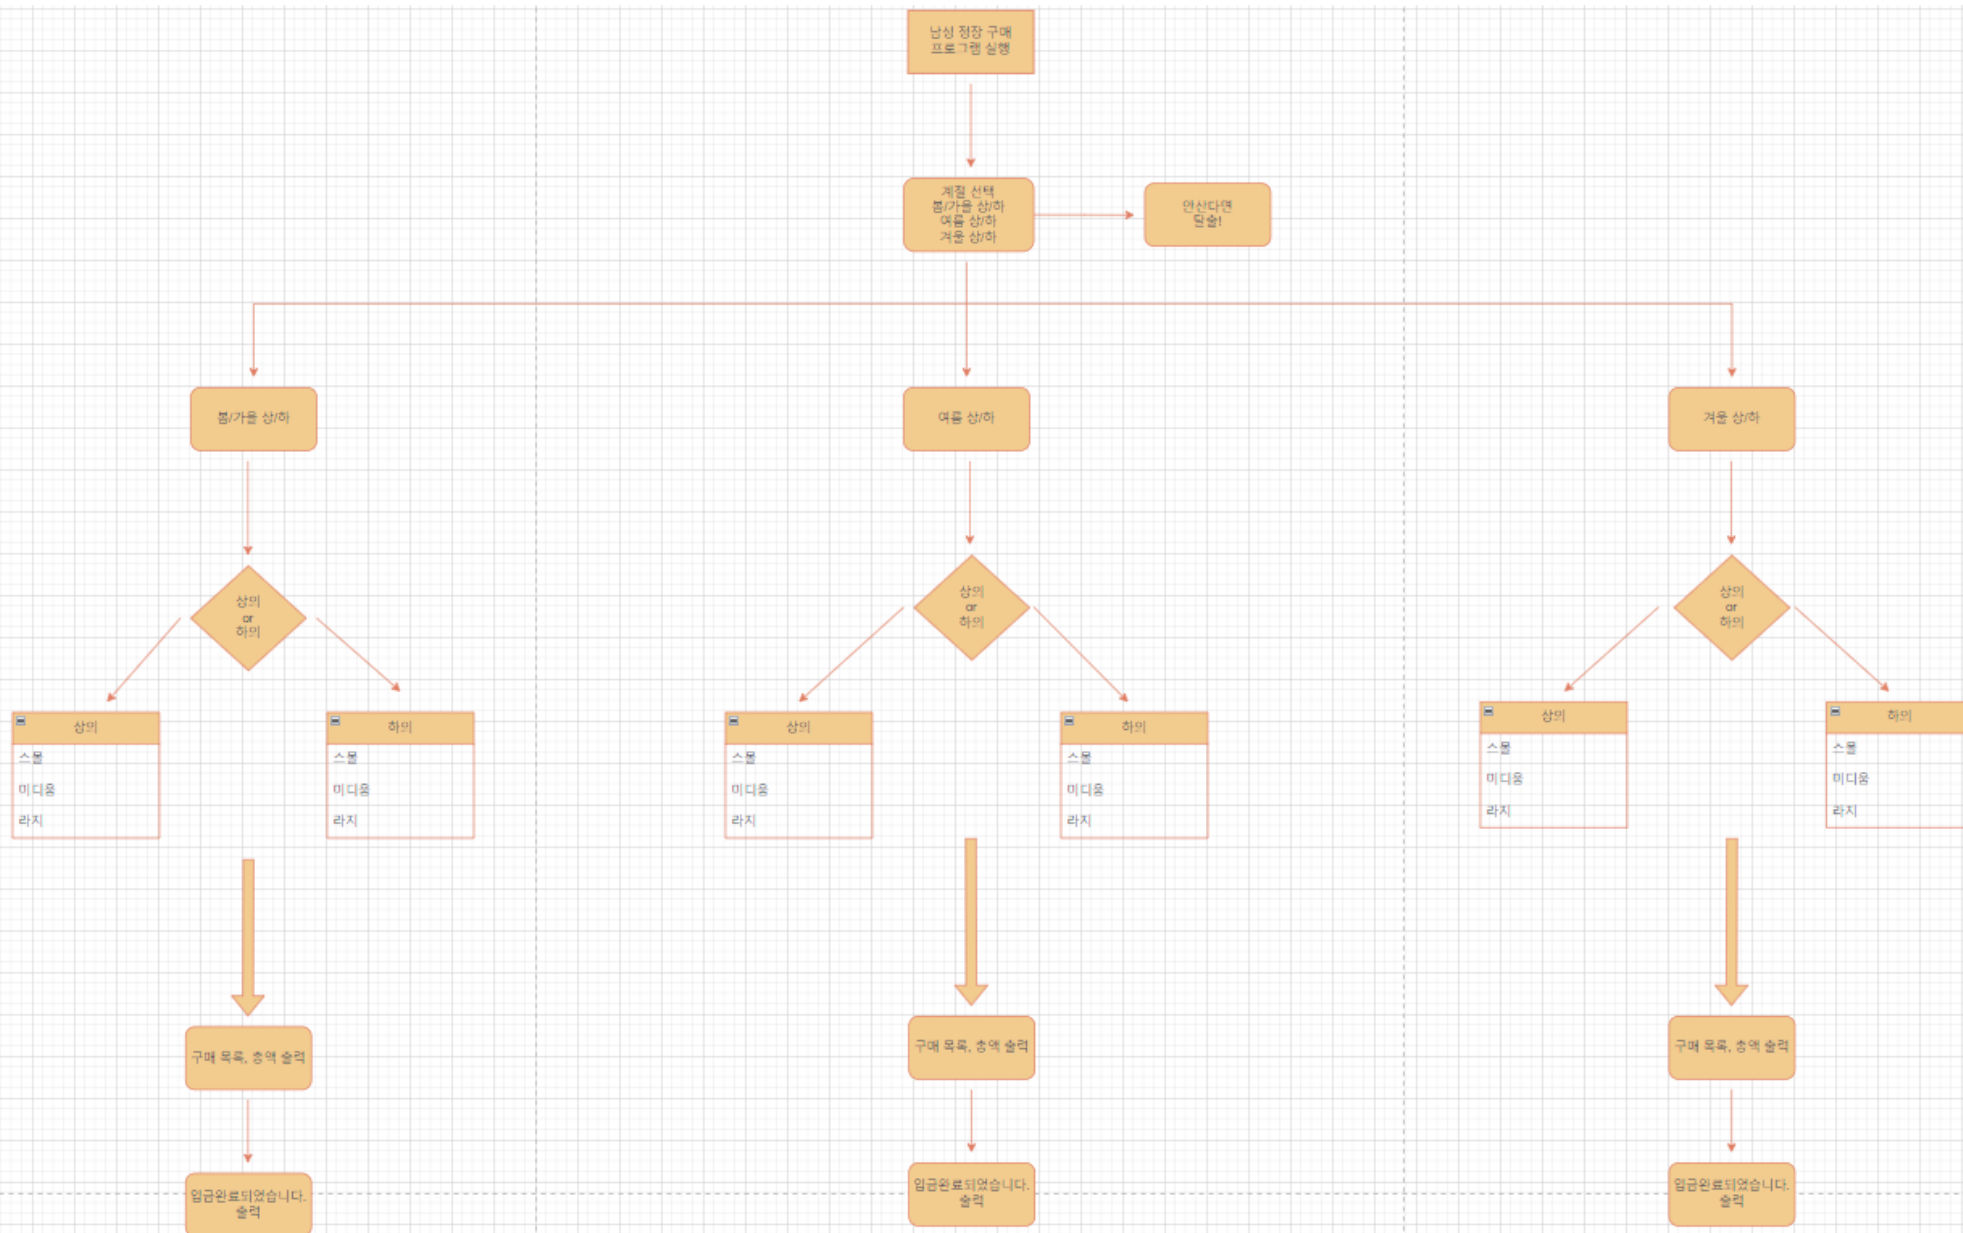 남성 정장 구매
프로그램 실행
계절 선택
봄/가을 상/하
여름 상/하
겨울 상/하
안산다면
탈출!
봄/가을 상/하
여름 상/하
겨울 상/하
상의
or
하의
상의
or
하의
상의
or
하의
상의
스몰
미디움
라지
하의
스몰
미디움
라지
상의
스몰
미디움
라지
하의
스몰
미디움
라지
상의
스몰
미디움
라지
하의
스몰
미디움
라지
구매 목록, 총액 출력
구매 목록, 총액 출력
구매 목록, 총액 출력
입금완료되었습니다.
출력
입금완료되었습니다.
출력
입금완료되었습니다.
출력